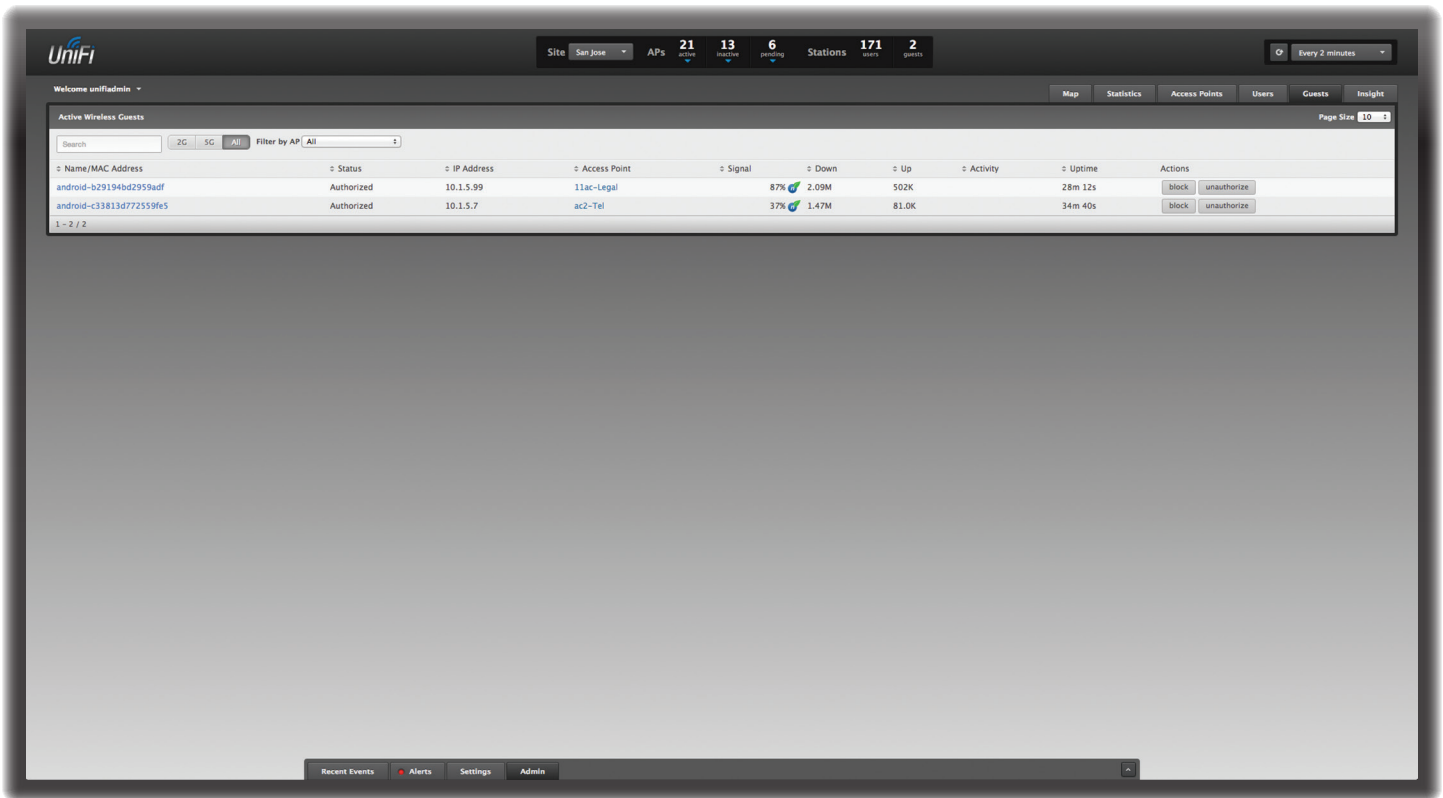 UniFi
Site San Jose APs 21 active 13 inactive 6 pending Stations 171 users 2 guests
Every 2 minutes
Welcome unifiadmin
Map Statistics Access Points Users Guests Insight
Active Wireless Guests Page Size 10
Search 2G 5G All Filter by AP All
Name/MAC Address Status IP Address Access Point Signal Down Up Activity Uptime Actions
android-b29194bd2959adf Authorized 10.1.5.99 11ac-Legal 87% 2.09M 502K 28m 12s block unauthorize
android-c33813d772559fe5 Authorized 10.1.5.7 ac2-Tel 37% 1.47M 81.0K 34m 40s block unauthorize
1 - 2 / 2
Recent Events Alerts Settings Admin